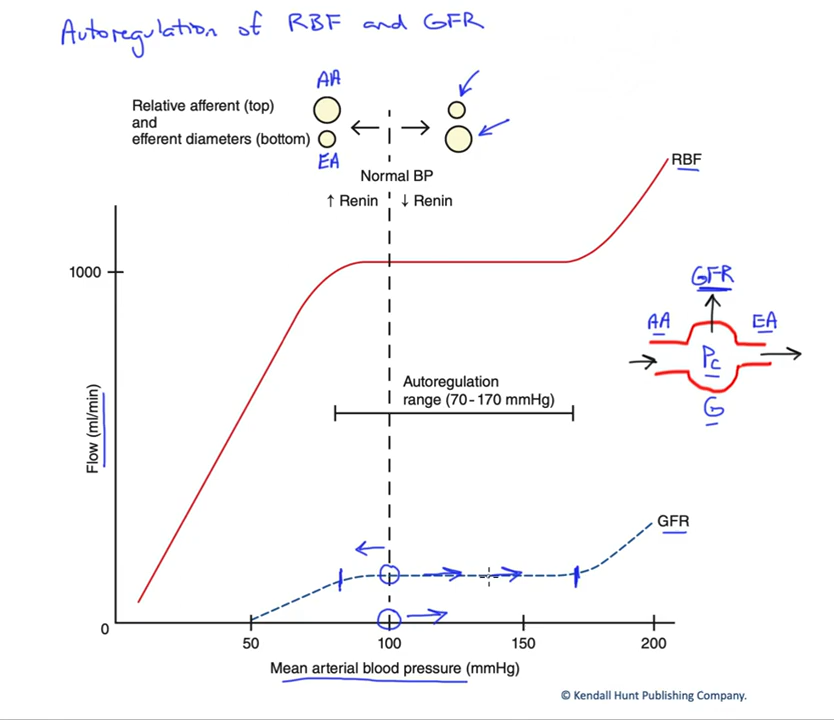 Autoregulation of RBF and GFR
AA
Relative afferent (top)
and
efferent diameters (bottom)
EA
Normal BP
↑ Renin ↓ Renin
RBF
1000
GFR
AA EA
Pc
G
Autoregulation
range (70-170 mmHg)
Flow (ml/min)
GFR
0
50 100 150 200
Mean arterial blood pressure (mmHg)
© Kendall Hunt Publishing Company.